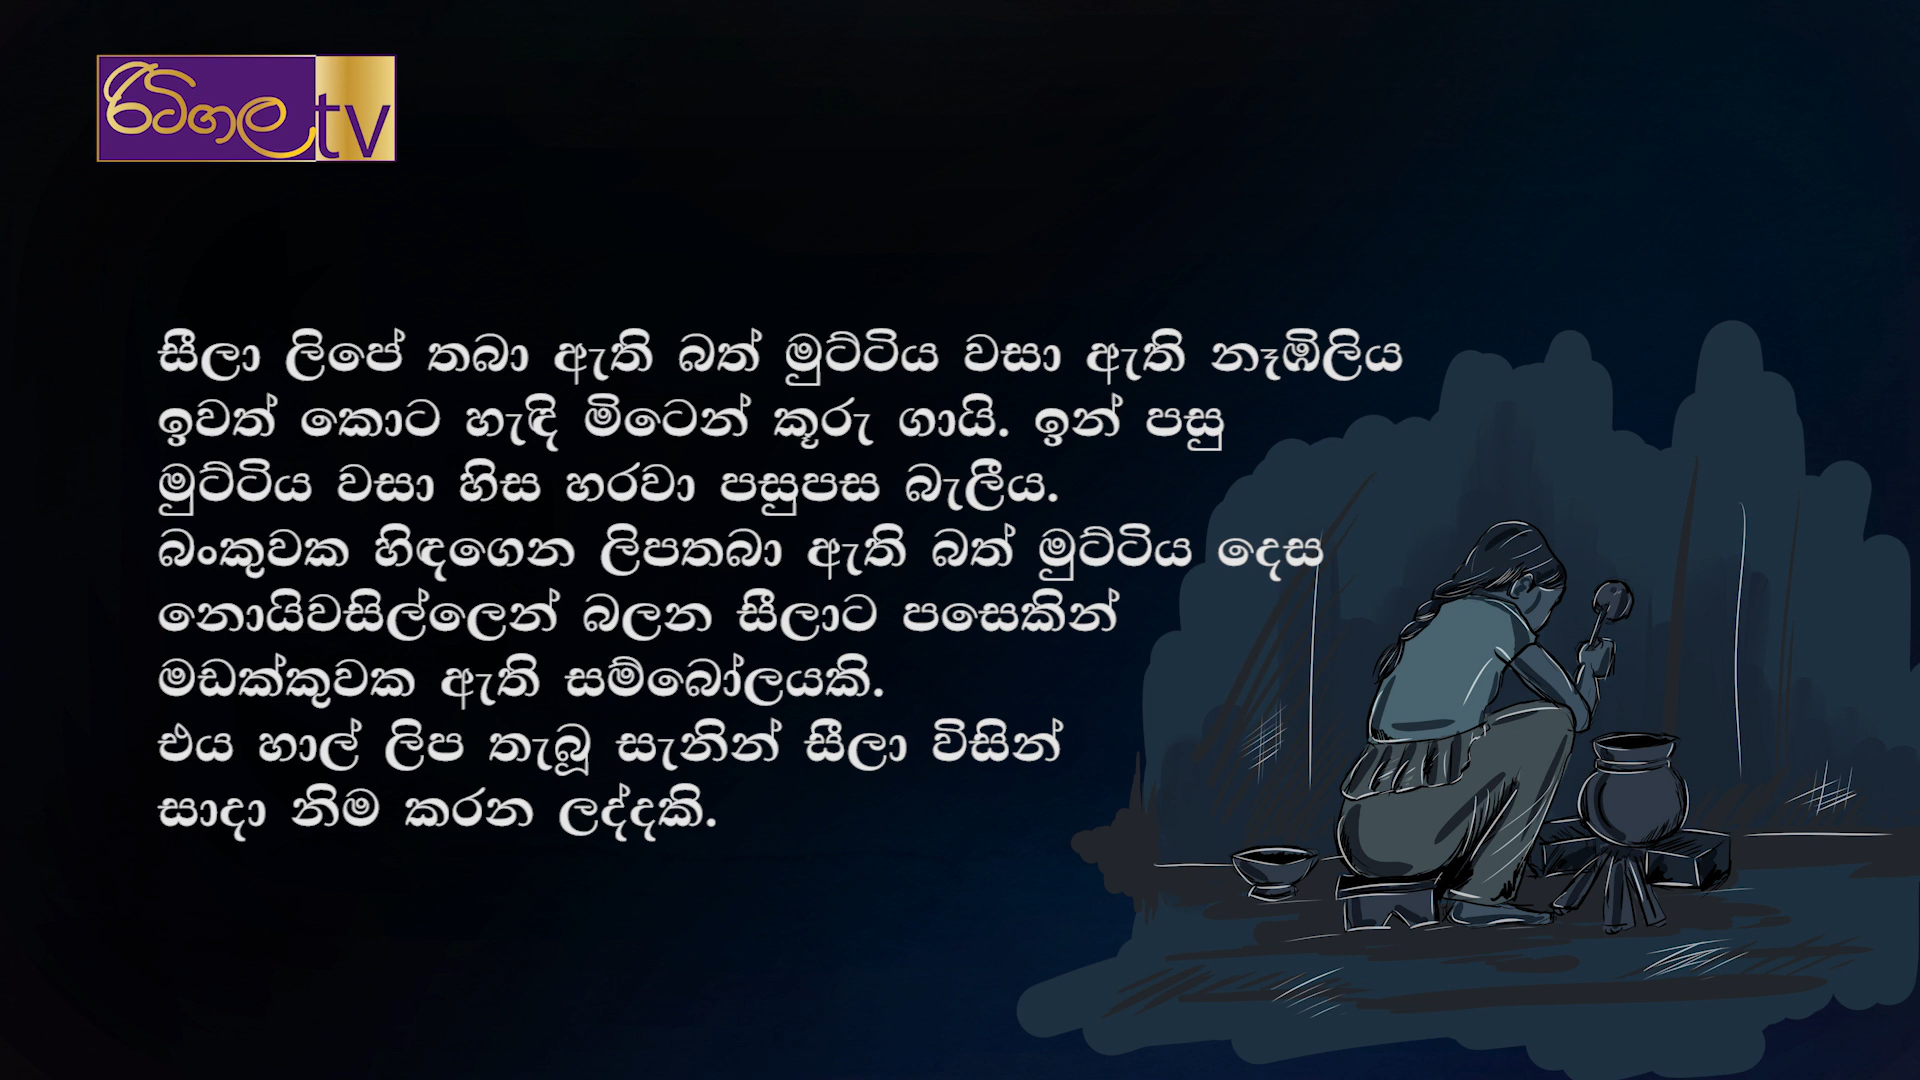 රිටිගල tv
සීලා ලිපේ තබා ඇති බත් මුට්ටිය වසා ඇති නෑඹිලිය
ඉවත් කොට හැඳි මිටෙන් කූරු ගායි. ඉන් පසු
මුට්ටිය වසා හිස හරවා පසුපස බැලීය.
බංකුවක හිඳගෙන ලිපතබා ඇති බත් මුට්ටිය දෙස
නොයිවසිල්ලෙන් බලන සීලාට පසෙකින්
මඩක්කුවක ඇති සම්බෝලයකි.
එය හාල් ලිප තැබූ සැනින් සීලා විසින්
සාදා නිම කරන ලද්දකි.